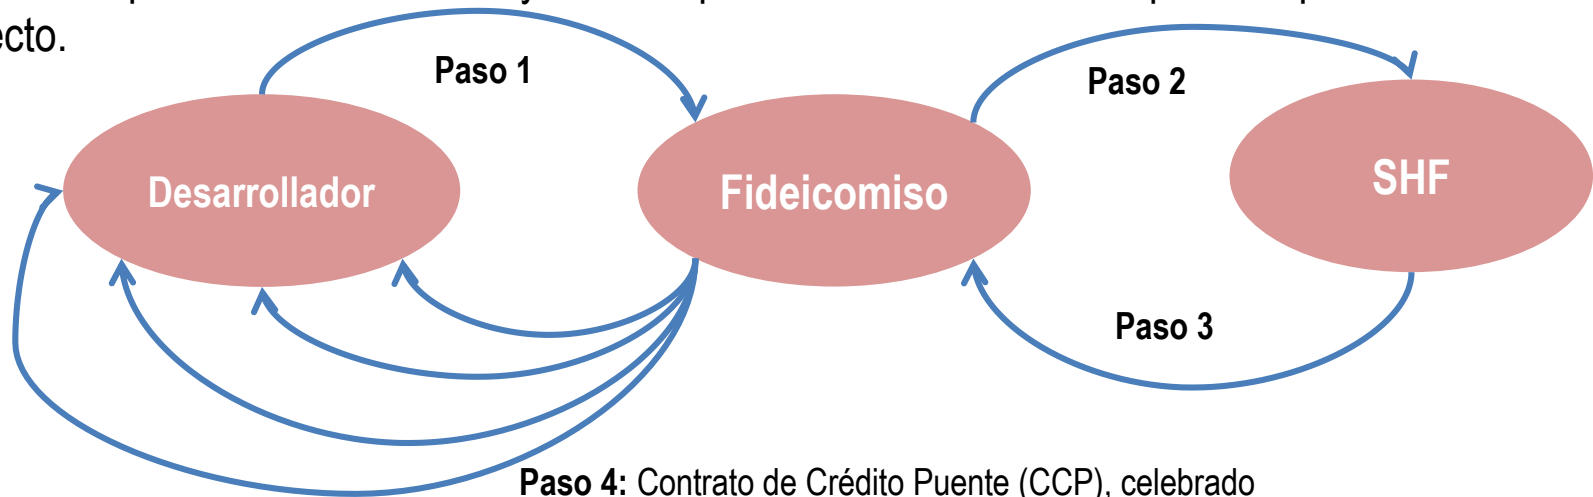 ecto.
Paso 1
Paso 2
Desarrollador
Fideicomiso
SHF
Paso 3
Paso 4: Contrato de Crédito Puente (CCP), celebrado